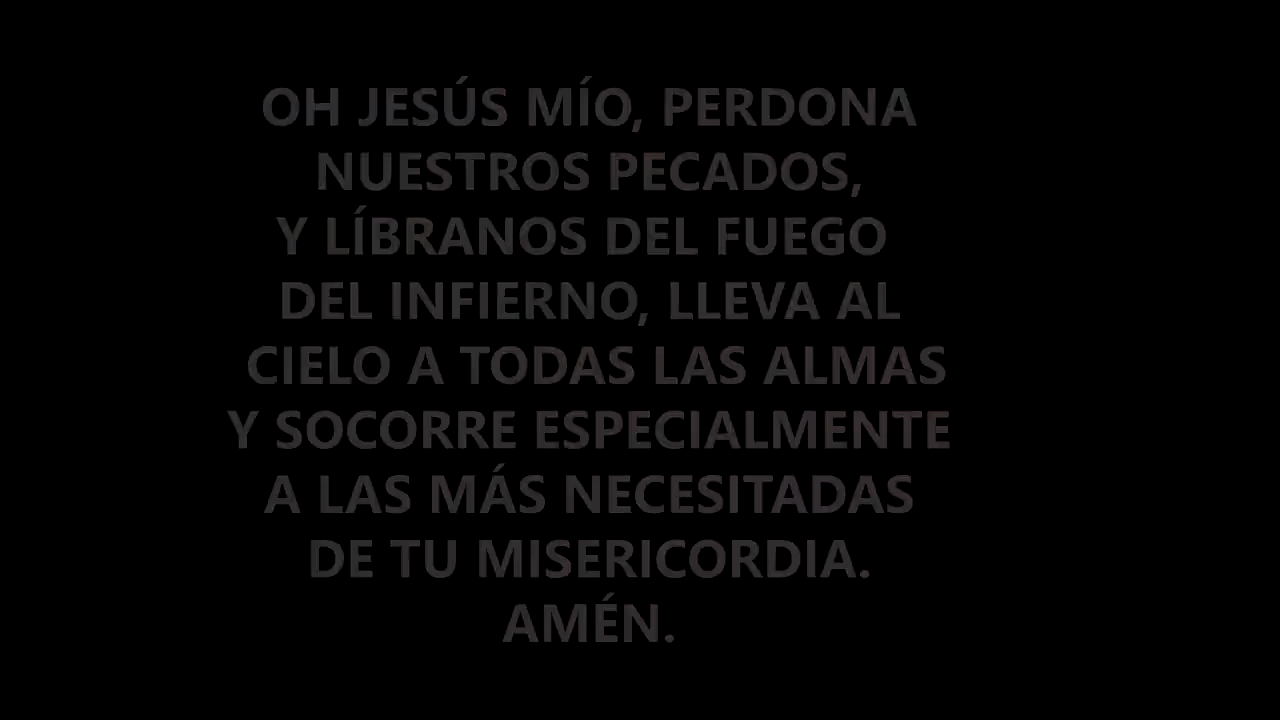 OH JESÚS MÍO, PERDONA
NUESTROS PECADOS,
Y LÍBRANOS DEL FUEGO
DEL INFIERNO, LLEVA AL
CIELO A TODAS LAS ALMAS
Y SOCORRE ESPECIALMENTE
A LAS MÁS NECESITADAS
DE TU MISERICORDIA.
AMÉN.